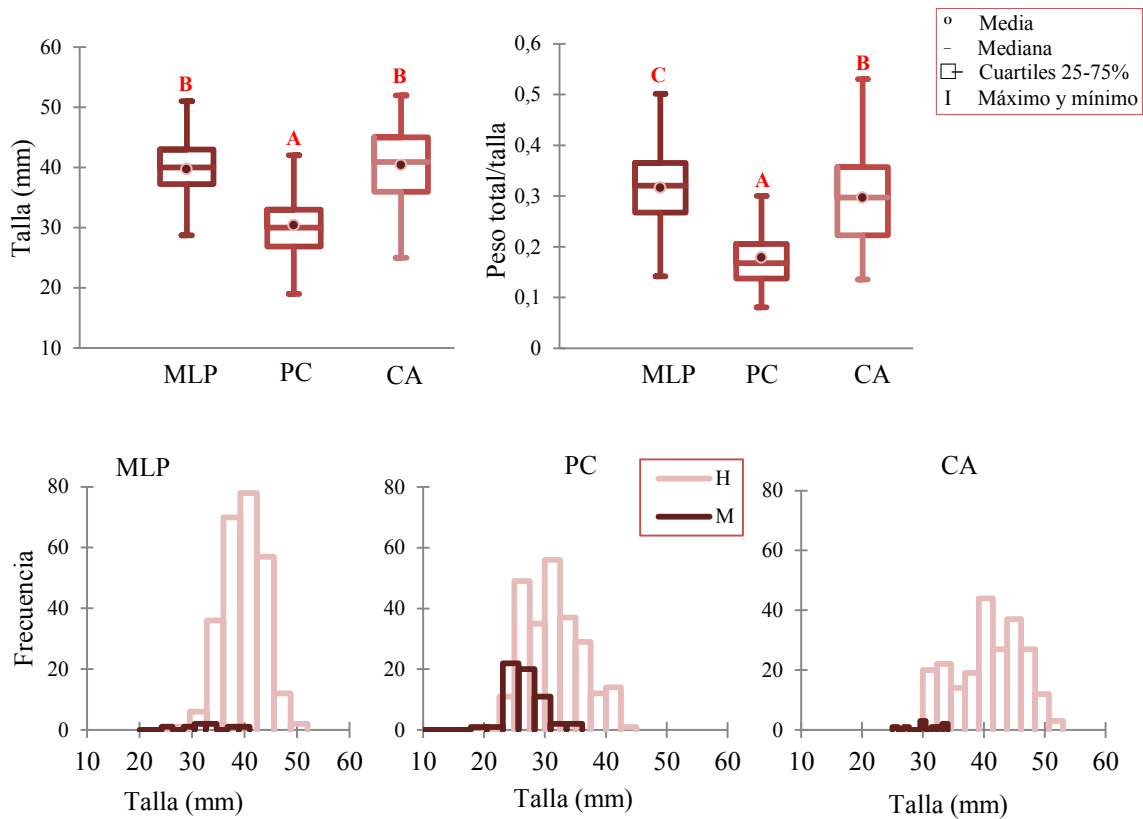 º Media
- Mediana
Cuartiles 25-75%
I Máximo y mínimo
Talla (mm)
60
50
40
30
20
10
B
A
B
MLP
PC
CA
Peso total/talla
0,6
0,5
0,4
0,3
0,2
0,1
0
C
A
B
MLP
PC
CA
MLP
Frecuencia
80
60
40
20
0
10 20 30 40 50 60
Talla (mm)
PC
H
M
80
60
40
20
0
10 20 30 40 50 60
Talla (mm)
CA
80
60
40
20
0
10 20 30 40 50 60
Talla (mm)